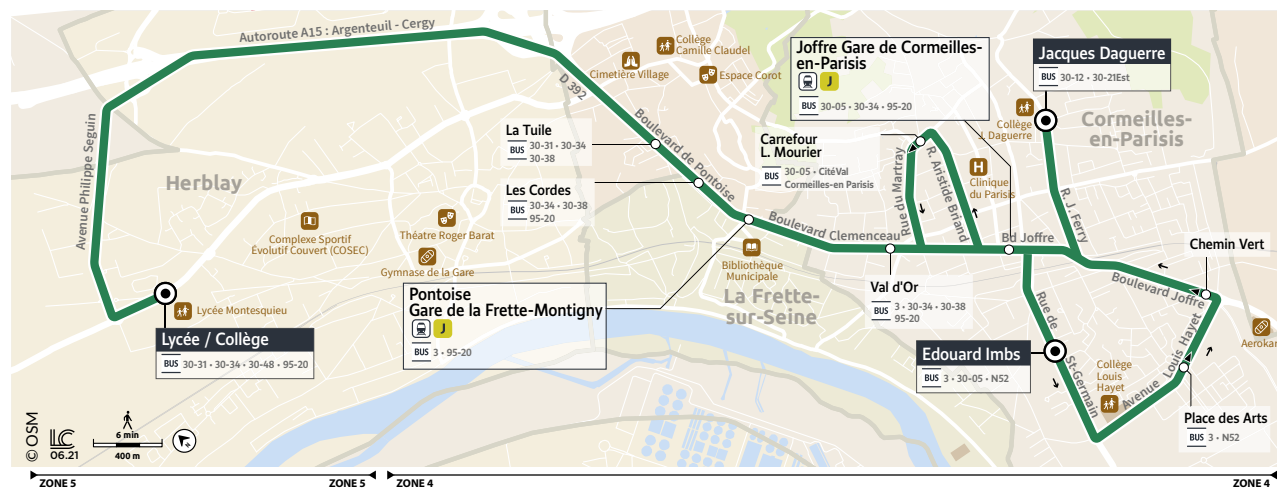 Autoroute A15 : Argenteuil - Cergy
Avenue Philippe Seguin
D 392
Boulevard de Pontoise
Herblay
Collège
Camille Claudel
Cimetière Village
Espace Corot
Joffre Gare de Cormeilles-
en-Parisis
J
BUS 30-05 • 30-34 • 95-20
Jacques Daguerre
BUS 30-12 • 30-21Est
Collège
J. Daguerre
Cormeilles-
en-Parisis
La Tuile
BUS 30-31 • 30-34
30-38
Les Cordes
BUS 30-34 • 30-38
95-20
Carrefour
L. Mourier
BUS 30-05 • CitéVal
Cormeilles-en Parisis
R. Aristide Briand
Rue du Martray
H
Clinique
du Parisis
R. J. Ferry
Complexe Sportif
Évolutif Couvert (COSEC)
Théatre Roger Barat
Gymnase de la Gare
Boulevard Clemenceau
Bd Joffre
Bibliothèque
Municipale
La Frette-
sur-Seine
Chemin Vert
Boulevard Joffre
Val d'Or
BUS 3 • 30-34 • 30-38
95-20
Pontoise
Gare de la Frette-Montigny
J
BUS 3 • 95-20
Lycée Montesquieu
Lycée / Collège
BUS 30-31 • 30-34 • 30-48 • 95-20
Rue de
St-Germain
Edouard Imbs
BUS 3 • 30-05 • N52
Collège
Louis
Hayet
Avenue Louis Hayet
Aerokar
Place des Arts
BUS 3 • N52
© OSM
LC
06.21
6 min
400 m
ZONE 5
ZONE 5
ZONE 4
ZONE 4